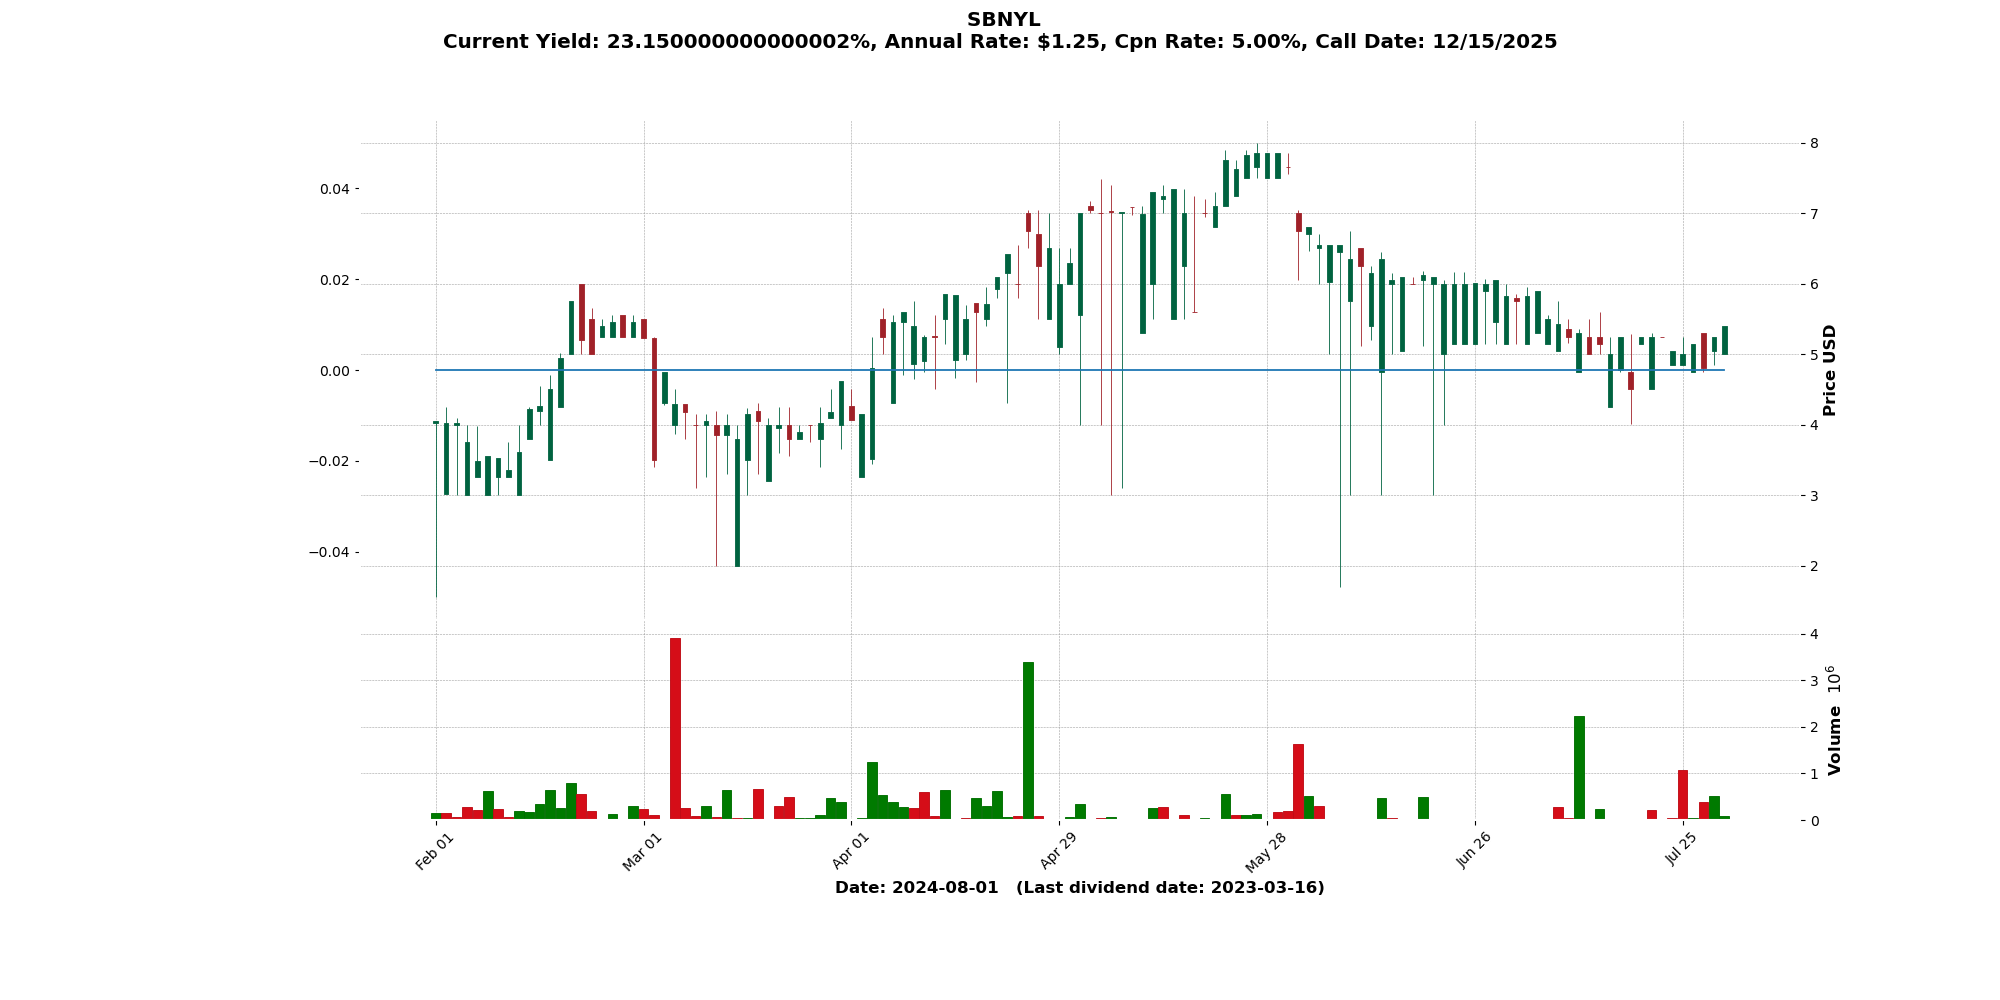 SBNYL
Current Yield: 23.150000000000002%, Annual Rate: $1.25, Cpn Rate: 5.00%, Call Date: 12/15/2025
0.04
0.02
0.00
−0.02
−0.04
8
7
6
5
4
3
2
Price USD
4
3
2
1
0
Volume 10^6
Feb 01
Mar 01
Apr 01
Apr 29
May 28
Jun 26
Jul 25
Date: 2024-08-01 (Last dividend date: 2023-03-16)